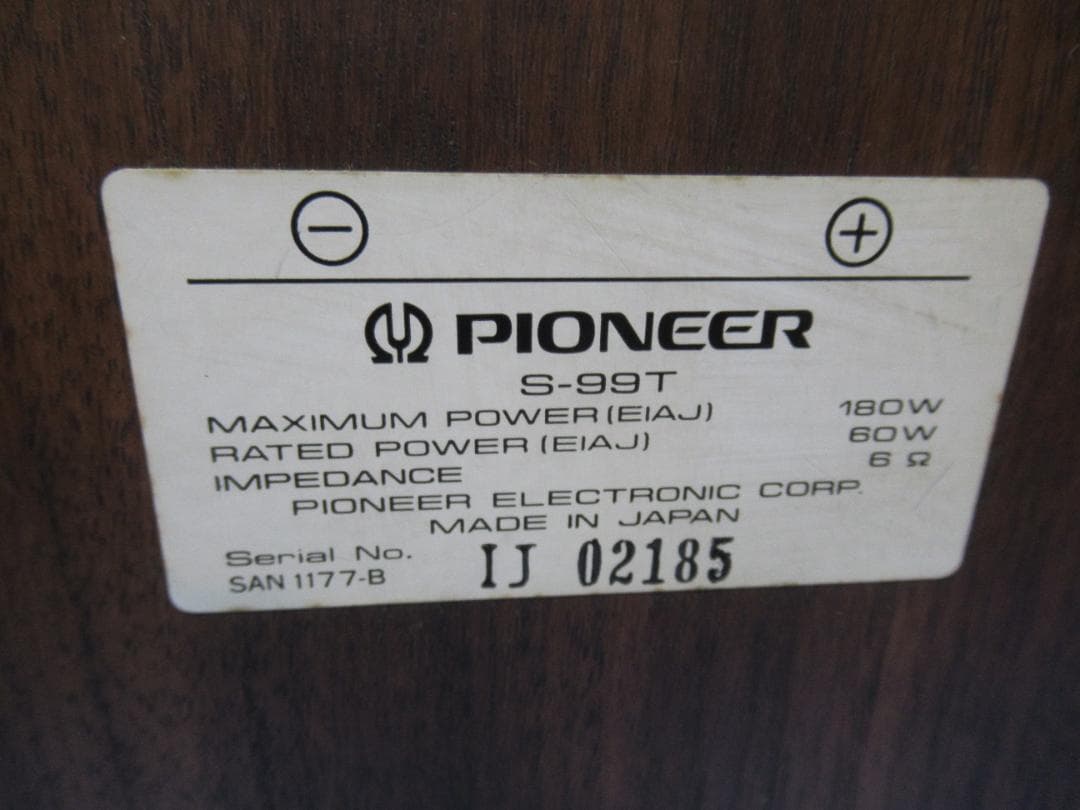 − +
PIONEER
S-99T
MAXIMUM POWER (EIAJ) 180W
RATED POWER (EIAJ) 60W
IMPEDANCE 6 Ω
PIONEER ELECTRONIC CORP.
MADE IN JAPAN
Serial No. IJ 02185
SAN 1177-B